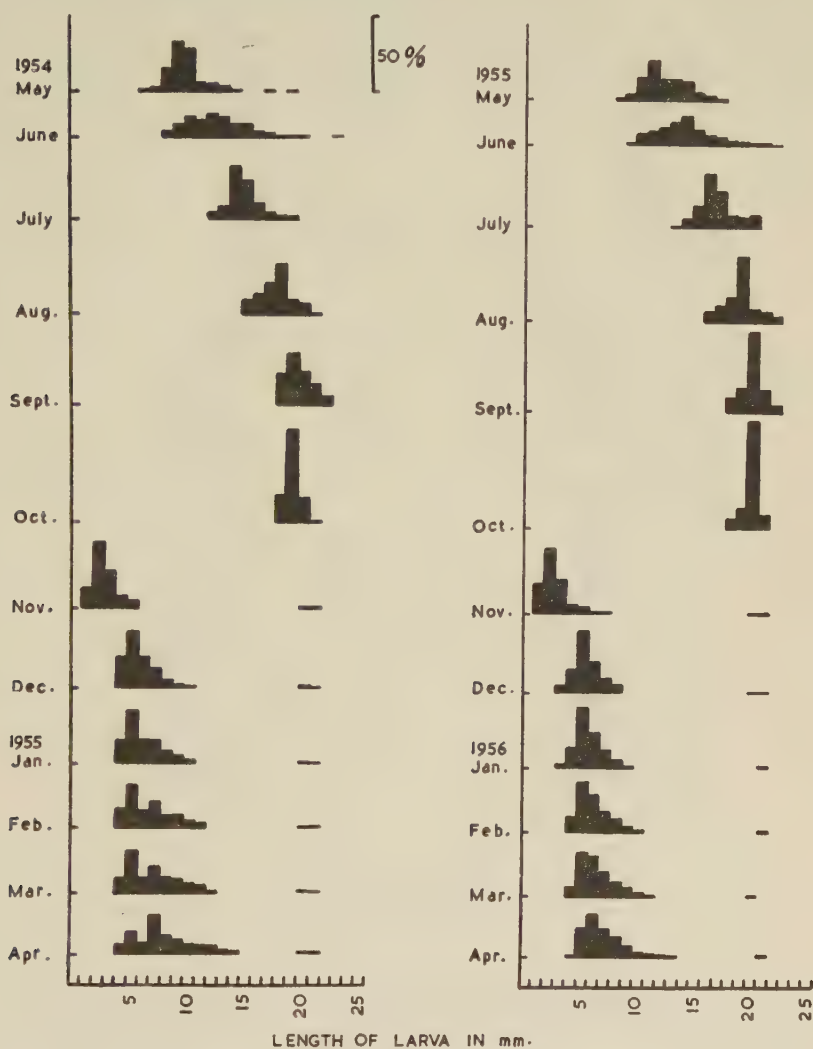 1954
May
June
July
Aug.
Sept.
Oct.
Nov.
Dec.
1955
Jan.
Feb.
Mar.
Apr.
5 10 15 20 25
50%
1955
May
June
July
Aug.
Sept.
Oct.
Nov.
Dec.
1956
Jan.
Feb.
Mar.
Apr.
5 10 15 20 25
LENGTH OF LARVA IN mm.